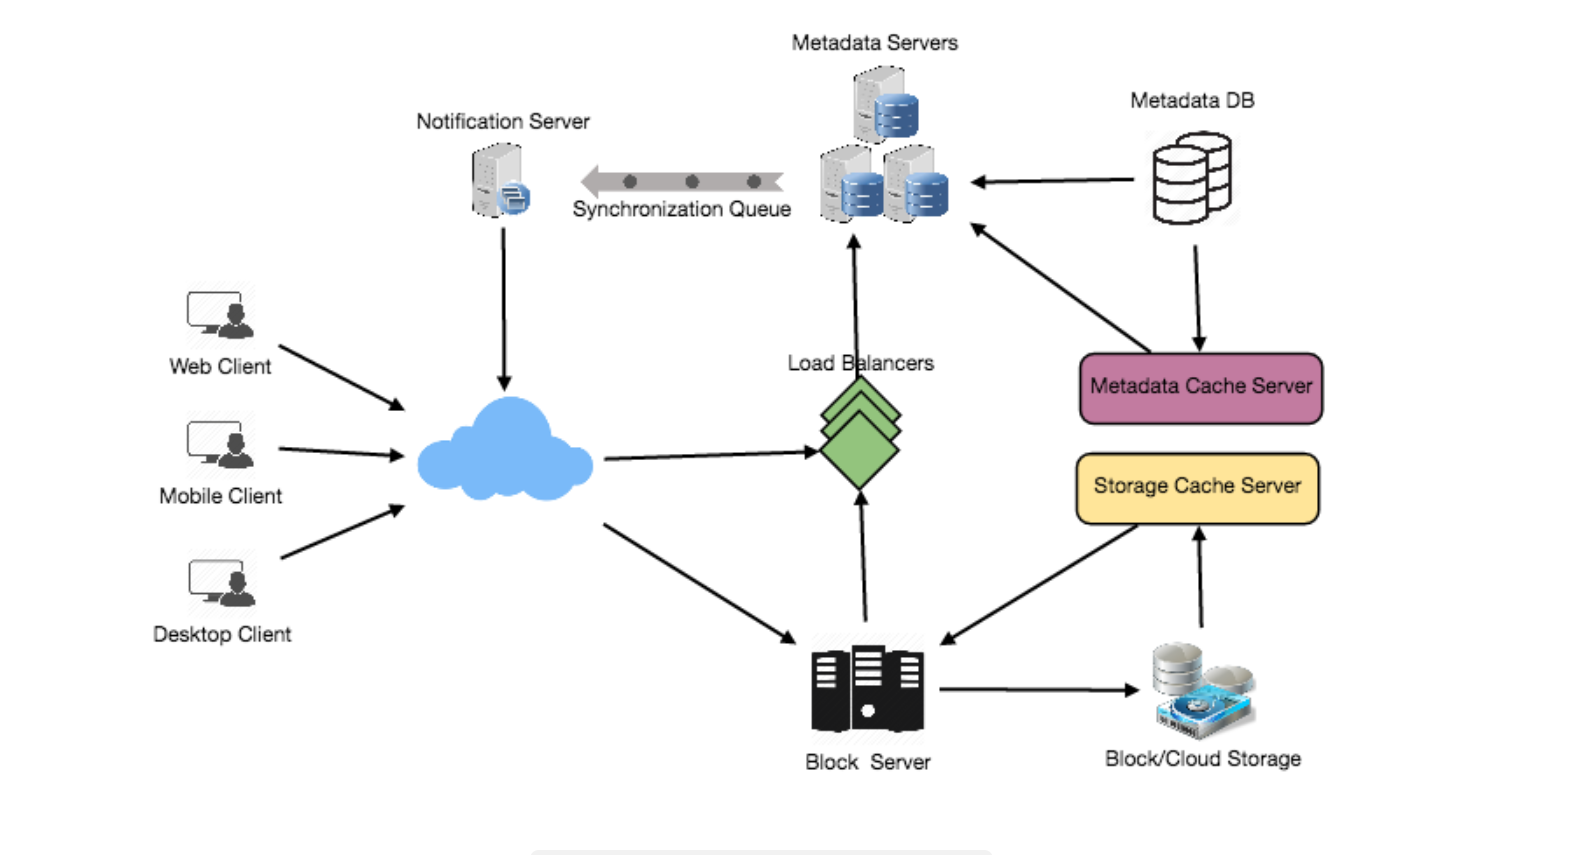 Metadata Servers
Metadata DB
Notification Server
Synchronization Queue
Web Client
Load Balancers
Metadata Cache Server
Mobile Client
Storage Cache Server
Desktop Client
Block  Server
Block/Cloud Storage